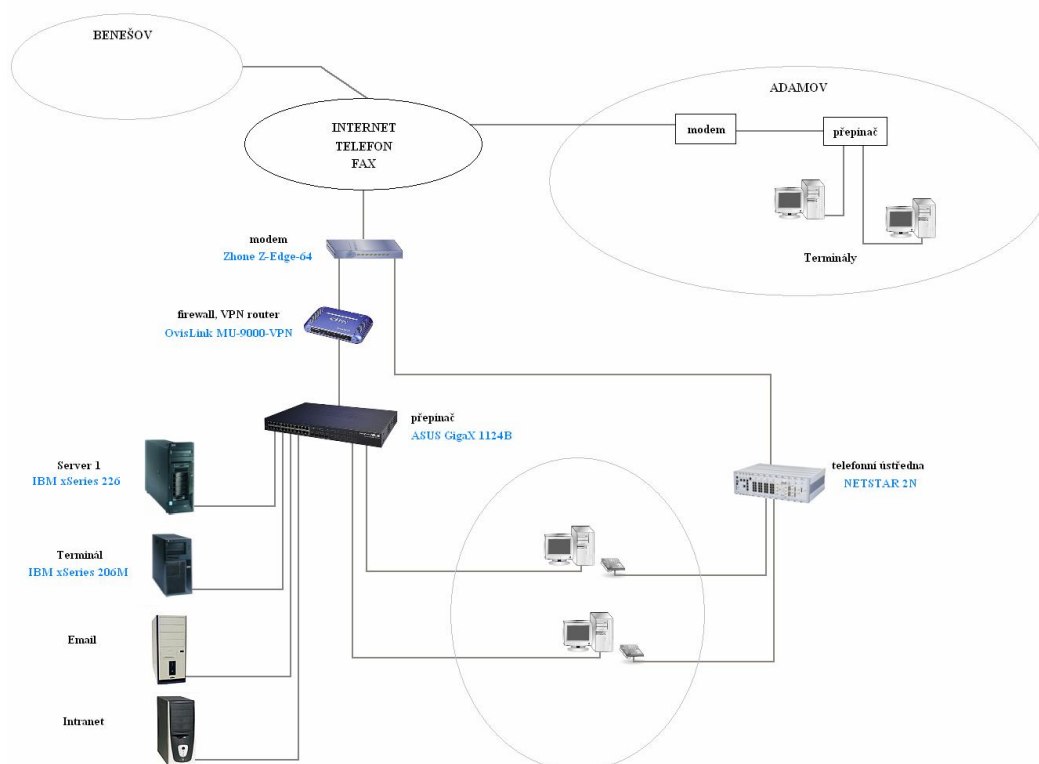 BENEŠOV
ADAMOV
INTERNET
TELEFON
FAX
modem
přepínač
Terminály
modem
Zhone Z-Edge-64
firewall, VPN router
OvisLink MU-9000-VPN
přepínač
ASUS GigaX 1124B
Server 1
IBM xSeries 226
telefonní ústředna
NETSTAR 2N
Terminál
IBM xSeries 206M
Email
Intranet